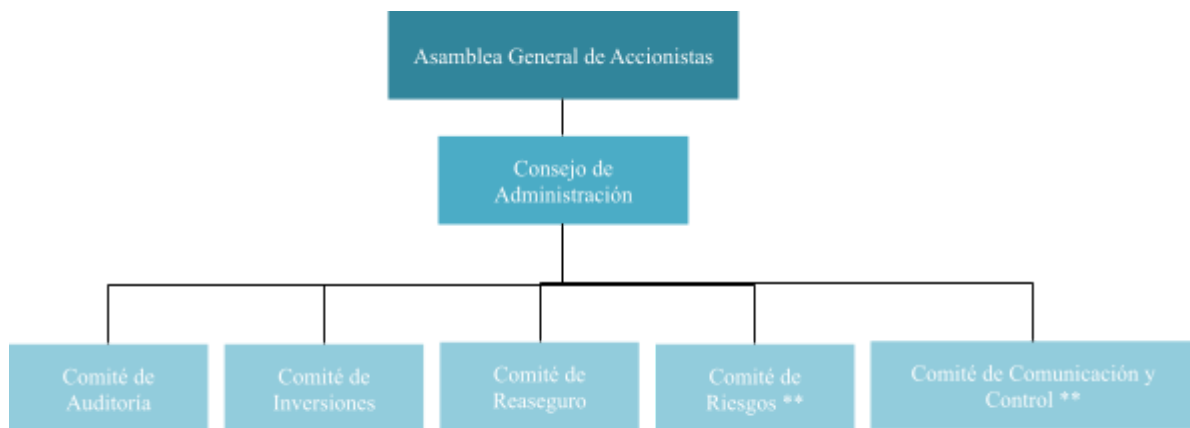 Asamblea General de Accionistas
Consejo de
Administración
Comité de
Auditoría
Comité de
Inversiones
Comité de
Reaseguro
Comité de
Riesgos **
Comité de Comunicación y
Control **